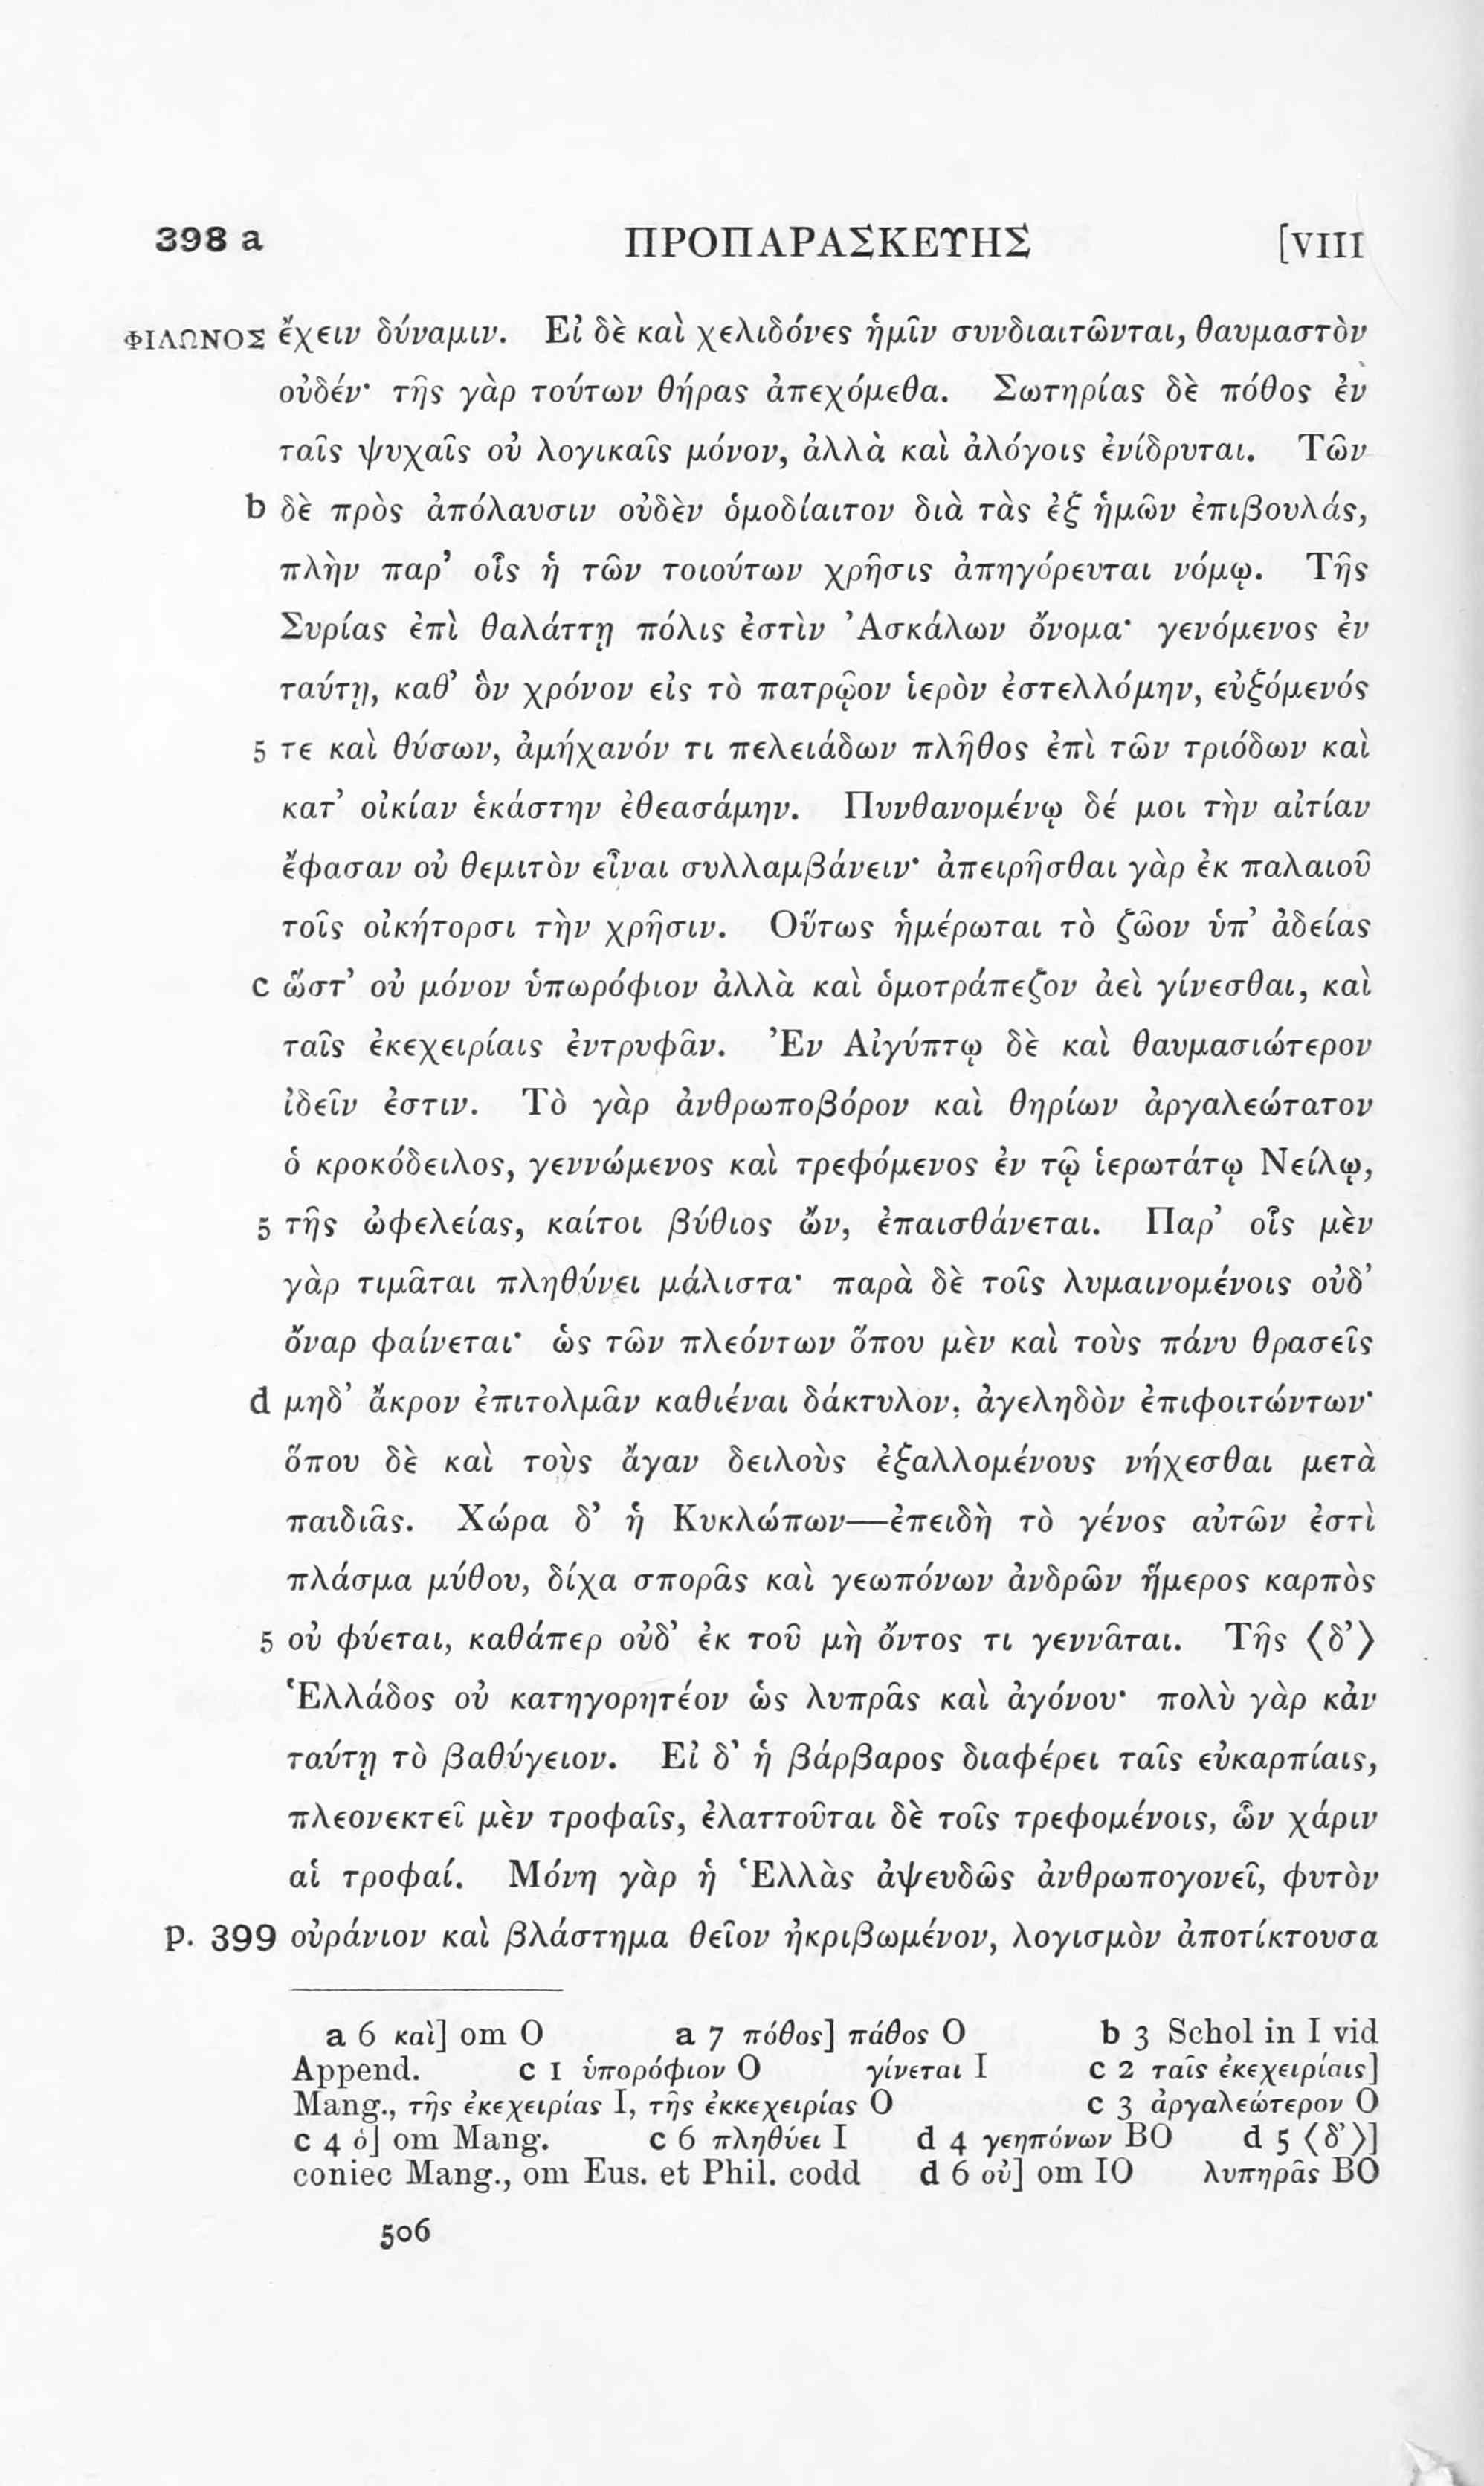 398 a ΠΡΟΠΑΡΑΣΚΕΥΗΣ [VIII
ΦΙΛΩΝΟΣ ἔχειν δύναμιν. Εἰ δὲ καὶ χελιδόνες ἡμῖν συνδιαιτῶνται, θαυμαστὸν
οὐδέν· τῆς γὰρ τούτων θήρας ἀπεχόμεθα. Σωτηρίας δὲ πόθος ἐν
ταῖς ψυχαῖς οὐ λογικαῖς μόνον, ἀλλὰ καὶ ἀλόγοις ἐνίδρυται. Τῶν
b δὲ πρὸς ἀπόλαυσιν οὐδὲν ὁμοδίαιτον διὰ τὰς ἐξ ἡμῶν ἐπιβουλάς,
πλὴν παρ’ οἷς ἡ τῶν τοιούτων χρῆσις ἀπηγόρευται νόμῳ. Τῆς
Συρίας ἐπὶ θαλάττῃ πόλις ἐστὶν Ἀσκάλων ὄνομα· γενόμενος ἐν
ταύτῃ, καθ’ ὃν χρόνον εἰς τὸ πατρῷον ἱερὸν ἐστελλόμην, εὐξόμενός
5 τε καὶ θύσων, ἀμήχανόν τι πελειάδων πλῆθος ἐπὶ τῶν τριόδων καὶ
κατ’ οἰκίαν ἑκάστην ἐθεασάμην. Πυνθανομένῳ δέ μοι τὴν αἰτίαν
ἔφασαν οὐ θεμιτὸν εἶναι συλλαμβάνειν· ἀπειρῆσθαι γὰρ ἐκ παλαιοῦ
τοῖς οἰκήτορσι τὴν χρῆσιν. Οὕτως ἡμέρωται τὸ ζῶον ὑπ’ ἀδείας
c ὥστ’ οὐ μόνον ὑπωρόφιον ἀλλὰ καὶ ὁμοτράπεζον ἀεὶ γίνεσθαι, καὶ
ταῖς ἐκεχειρίαις ἐντρυφᾶν. Ἐν Αἰγύπτῳ δὲ καὶ θαυμασιώτερον
ἰδεῖν ἐστιν. Τὸ γὰρ ἀνθρωποβόρον καὶ θηρίων ἀργαλεώτατον
ὁ κροκόδειλος, γεννώμενος καὶ τρεφόμενος ἐν τῷ ἱερωτάτῳ Νείλῳ,
5 τῆς ὠφελείας, καίτοι βύθιος ὤν, ἐπαισθάνεται. Παρ’ οἷς μὲν
γὰρ τιμᾶται πληθύνει μάλιστα· παρὰ δὲ τοῖς λυμαινομένοις οὐδ’
ὄναρ φαίνεται· ὡς τῶν πλεόντων ὅπου μὲν καὶ τοὺς πάνυ θρασεῖς
d μηδ’ ἄκρον ἐπιτολμᾶν καθιέναι δάκτυλον, ἀγεληδὸν ἐπιφοιτώντων·
ὅπου δὲ καὶ τοὺς ἄγαν δειλοὺς ἐξαλλομένους νήχεσθαι μετὰ
παιδιᾶς. Χώρα δ’ ἡ Κυκλώπων—ἐπειδὴ τὸ γένος αὐτῶν ἐστὶ
πλάσμα μύθου, δίχα σπορᾶς καὶ γεωπόνων ἀνδρῶν ἥμερος καρπὸς
5 οὐ φύεται, καθάπερ οὐδ’ ἐκ τοῦ μὴ ὄντος τι γεννᾶται. Τῆς ⟨δ’⟩
Ἑλλάδος οὐ κατηγορητέον ὡς λυπρᾶς καὶ ἀγόνου· πολὺ γὰρ κἀν
ταύτῃ τὸ βαθύγειον. Εἰ δ’ ἡ βάρβαρος διαφέρει ταῖς εὐκαρπίαις,
πλεονεκτεῖ μὲν τροφαῖς, ἐλαττοῦται δὲ τοῖς τρεφομένοις, ὧν χάριν
αἱ τροφαί. Μόνη γὰρ ἡ Ἑλλὰς ἀψευδῶς ἀνθρωπογονεῖ, φυτὸν
p. 399 οὐράνιον καὶ βλάστημα θεῖον ἠκριβωμένον, λογισμὸν ἀποτίκτουσα
a 6 καὶ] om O a 7 πόθος] πάθος O b 3 Schol in I vid
Append. c 1 ὑπορόφιον O γίνεται I c 2 ταῖς ἐκεχειρίαις]
Mang., τῆς ἐκεχειρίας I, τῆς ἐκκεχειρίας O c 3 ἀργαλεώτερον O
c 4 ὁ] om Mang. c 6 πληθύει I d 4 γεηπόνων BO d 5 ⟨δ’⟩]
coniec Mang., om Eus. et Phil. codd d 6 οὐ] om IO λυπηρᾶς BO
506